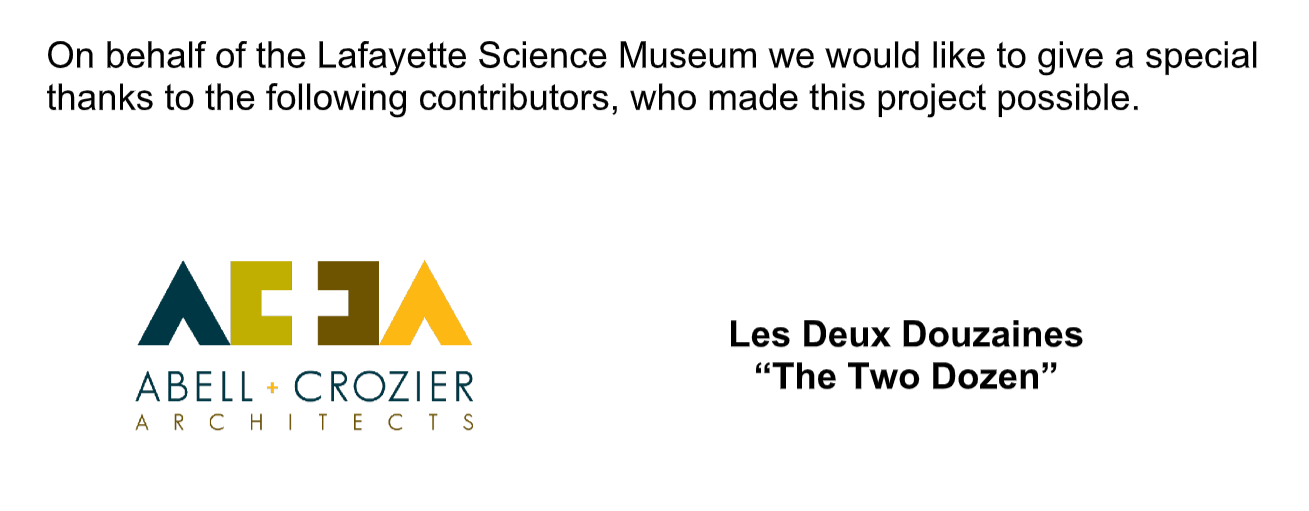 On behalf of the Lafayette Science Museum we would like to give a special
thanks to the following contributors, who made this project possible.
ABELL + CROZIER
ARCHITECTS
Les Deux Douzaines
“The Two Dozen”